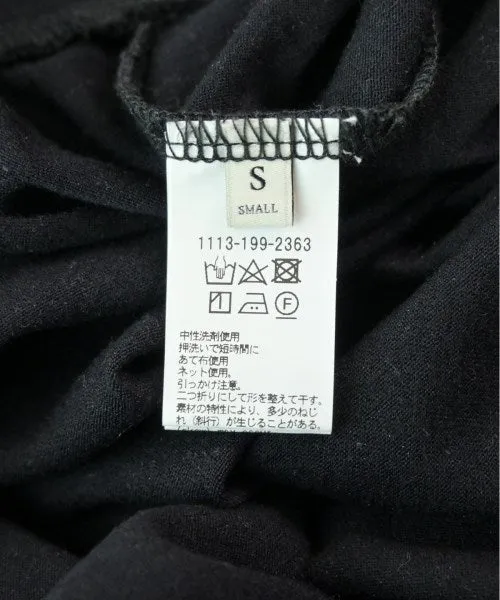 S
SMALL
1113-199-2363
F
中性洗剤使用
押洗いで短時間に
あて布使用
ネット使用。
引っかけ注意。
二つ折りにして形を整えて干す。
素材の特性により、多少のねじ
れ（斜行）が生じることがある。